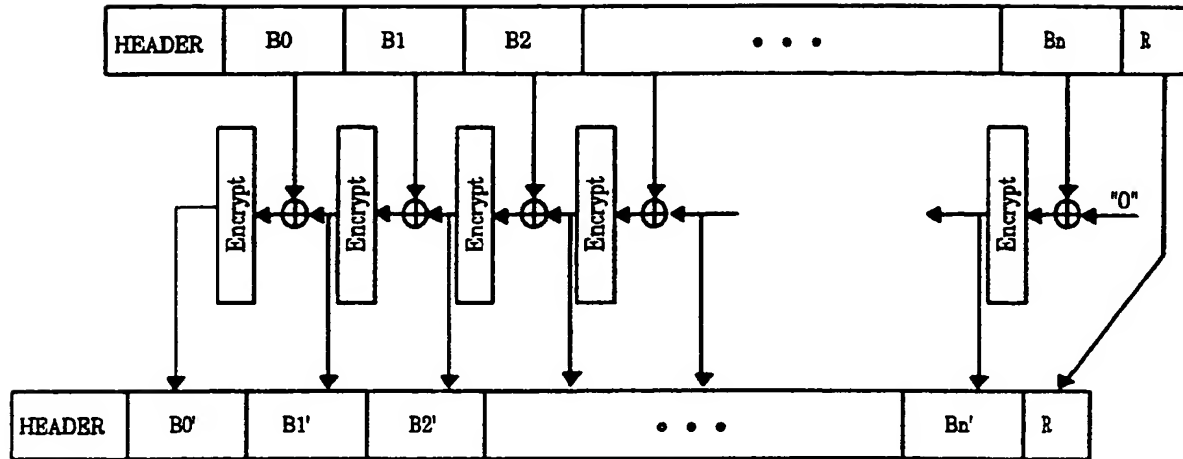 HEADER B0 B1 B2 • • • Bn R
Encrypt Encrypt Encrypt Encrypt Encrypt "0"
HEADER B0' B1' B2' • • • Bn' R